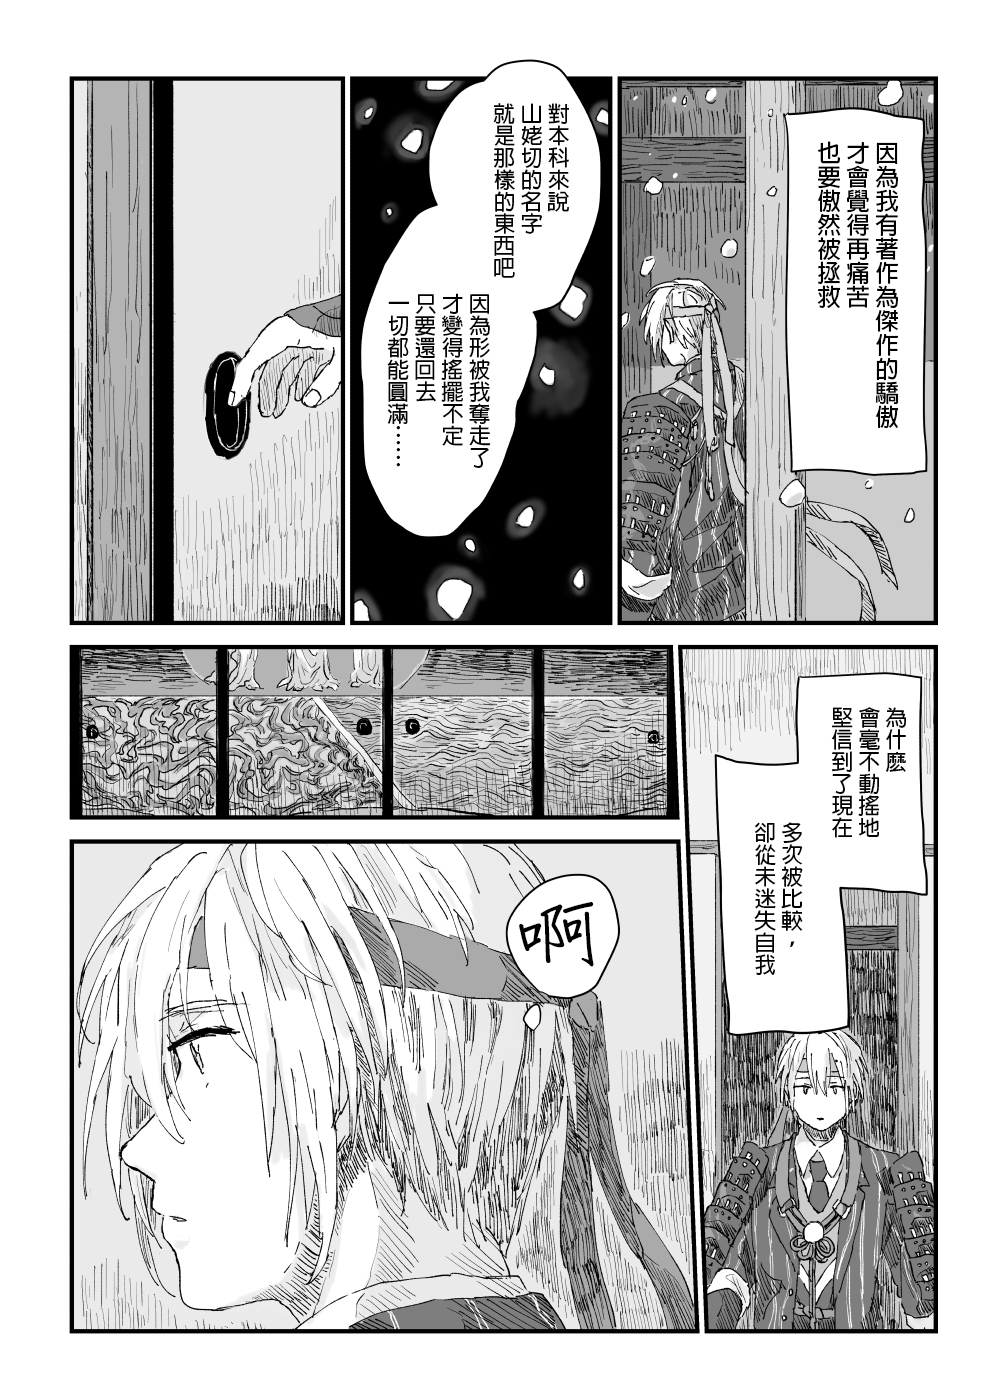 因為我有著作為傑作的驕傲
才會覺得再痛苦
也要傲然被拯救
對本科來說
山姥切的名字
就是那樣的東西吧
因為形被我奪走了
才變得搖擺不定
只要還回去
一切都能圓滿……
為什麽
會毫不動搖地
堅信到了現在
多次被比較，
卻從未迷失自我
啊